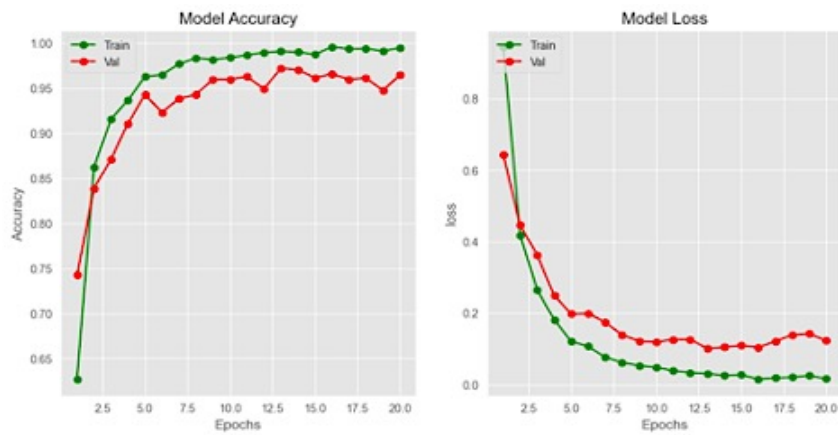 Model Accuracy
Train
Val
1.00
0.95
0.90
0.85
0.80
0.75
0.70
0.65
Accuracy
2.5 5.0 7.5 10.0 12.5 15.0 17.5 20.0
Epochs
Model Loss
Train
Val
0.8
0.6
0.4
0.2
0.0
loss
2.5 5.0 7.5 10.0 12.5 15.0 17.5 20.0
Epochs